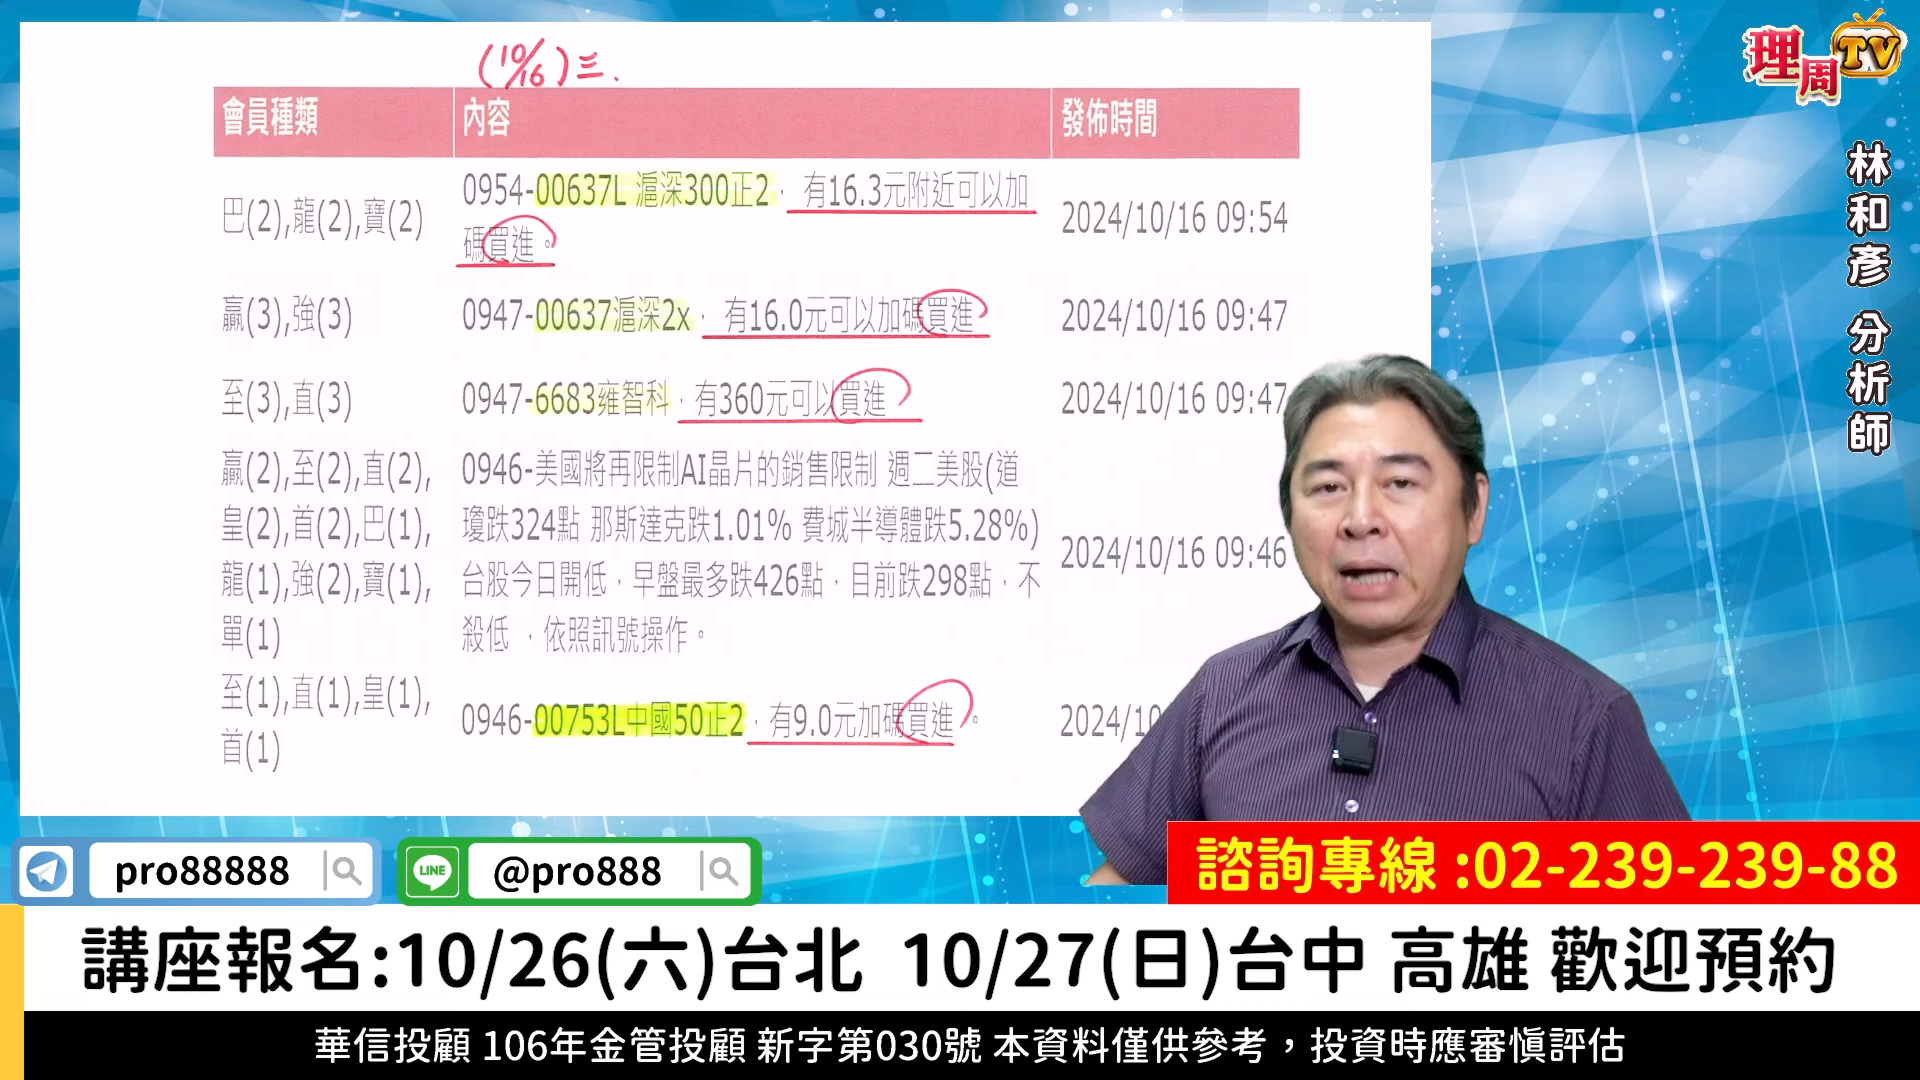 (10/16)三.
會員種類 內容 發佈時間
0954-00637L 滬深300正2，有16.3元附近可以加
巴(2),龍(2),寶(2) 2024/10/16 09:54
碼買進。
贏(3),強(3) 0947-00637滬深2x，有16.0元可以加碼買進 2024/10/16 09:47
至(3),直(3) 0947-6683雍智科，有360元可以買進 2024/10/16 09:47
贏(2),至(2),直(2), 0946-美國將再限制AI晶片的銷售限制 週二美股(道
皇(2),首(2),巴(1), 瓊跌324點 那斯達克跌1.01% 費城半導體跌5.28%)
2024/10/16 09:46
龍(1),強(2),寶(1), 台股今日開低，早盤最多跌426點，目前跌298點，不
單(1) 殺低 ，依照訊號操作。
至(1),直(1),皇(1),
0946-00753L中國50正2，有9.0元加碼買進。 2024/10
首(1)
理周TV
林和彥 分析師
pro88888
LINE
@pro888
諮詢專線 :02-239-239-88
講座報名:10/26(六)台北 10/27(日)台中 高雄 歡迎預約
華信投顧 106年金管投顧 新字第030號 本資料僅供參考，投資時應審慎評估